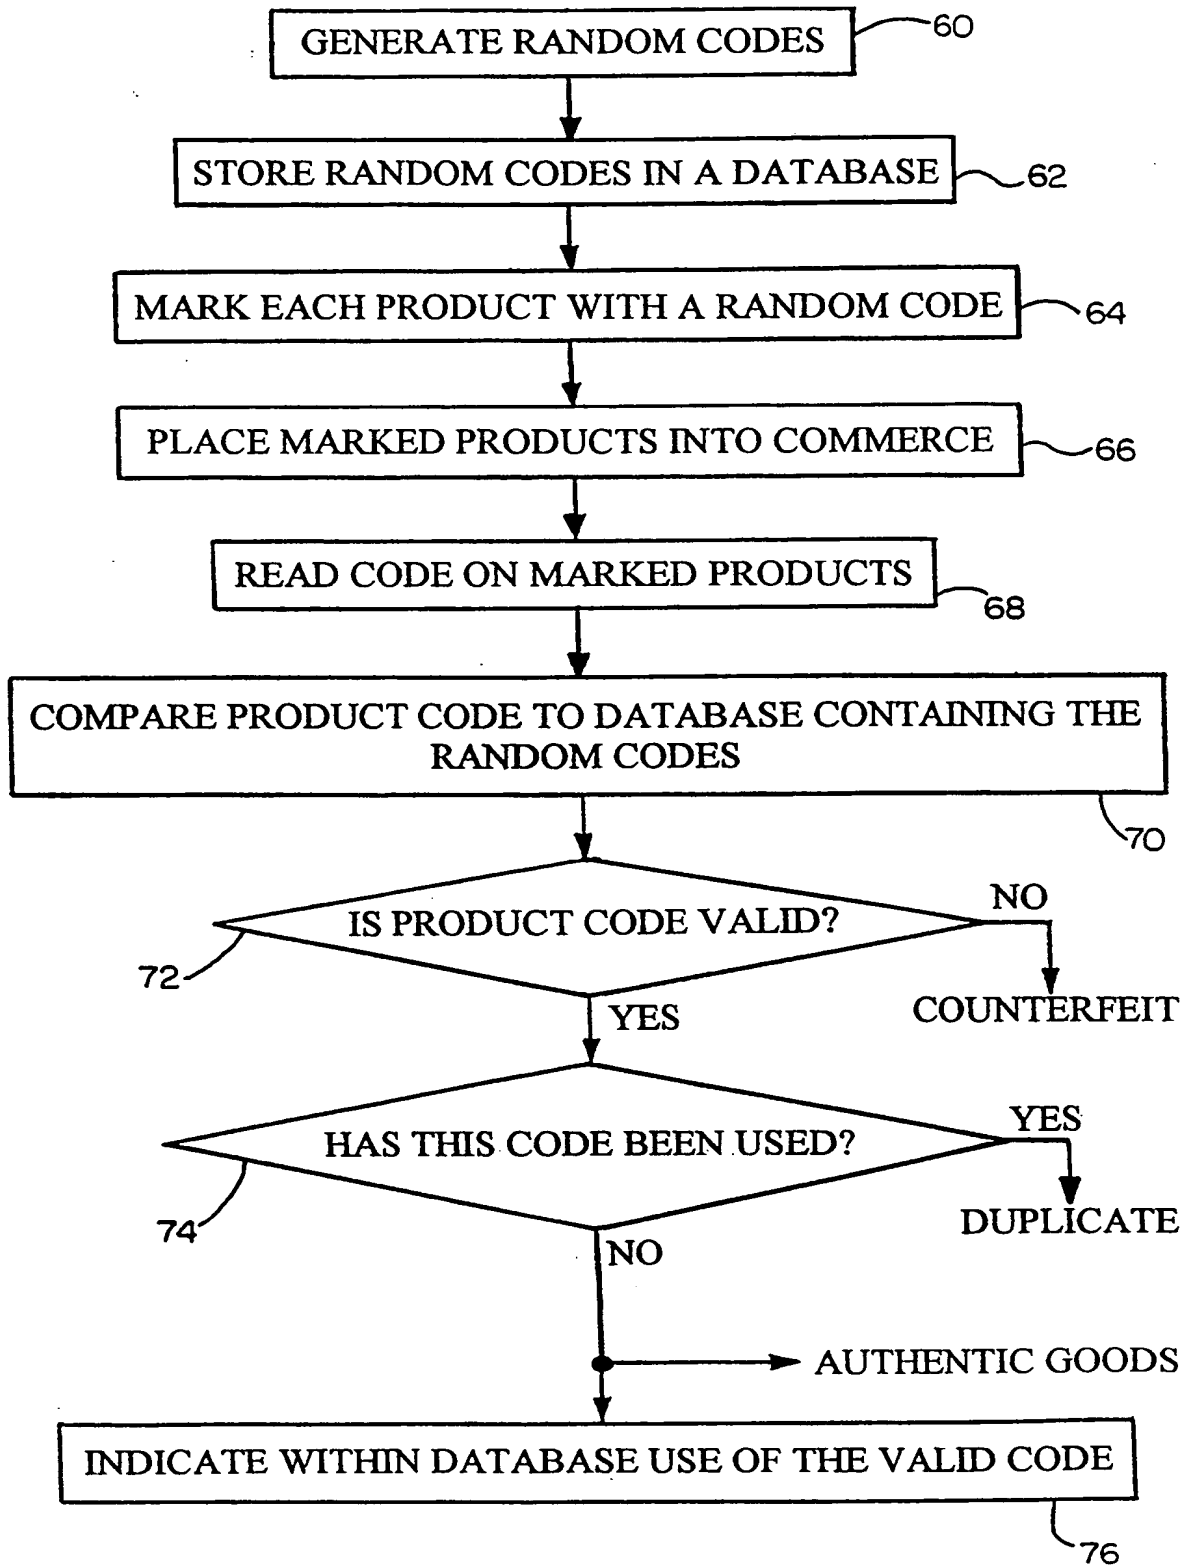 GENERATE RANDOM CODES
60
STORE RANDOM CODES IN A DATABASE
62
MARK EACH PRODUCT WITH A RANDOM CODE
64
PLACE MARKED PRODUCTS INTO COMMERCE
66
READ CODE ON MARKED PRODUCTS
68
COMPARE PRODUCT CODE TO DATABASE CONTAINING THE
RANDOM CODES
70
IS PRODUCT CODE VALID?
NO
72
COUNTERFEIT
YES
HAS THIS CODE BEEN USED?
YES
74
DUPLICATE
NO
AUTHENTIC GOODS
INDICATE WITHIN DATABASE USE OF THE VALID CODE
76